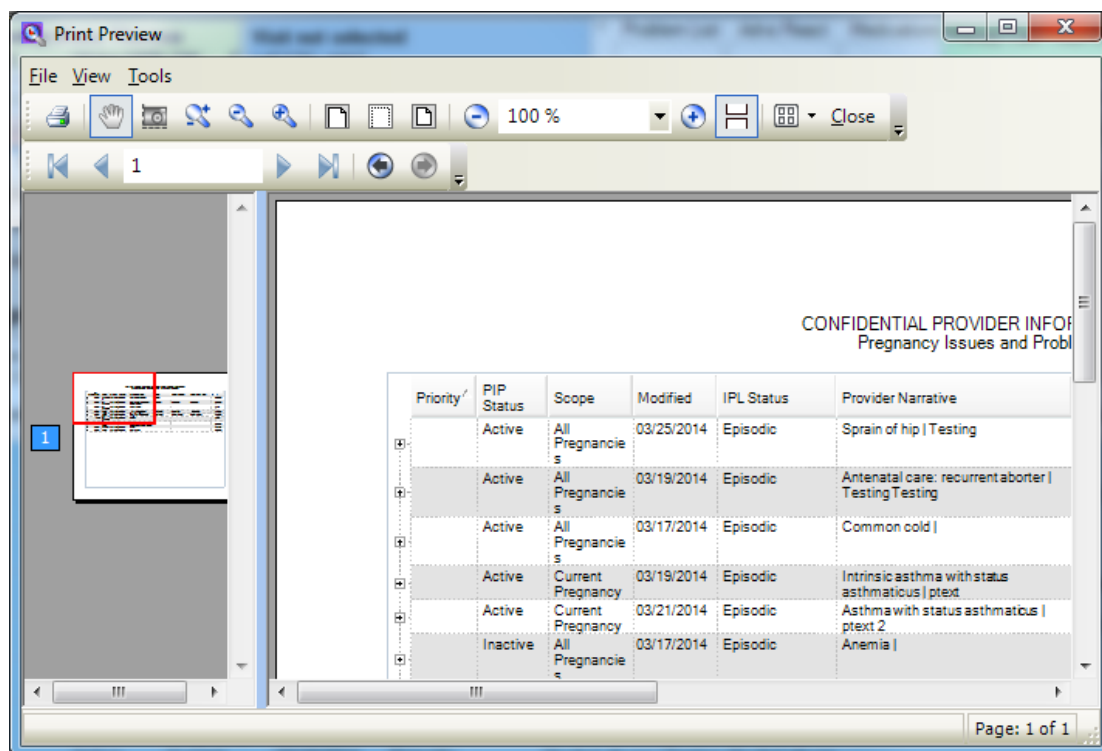 Print Preview
File View Tools
100 % Close
1
1
CONFIDENTIAL PROVIDER INFOR
Pregnancy Issues and Probl
Priority PIP Status Scope Modified IPL Status Provider Narrative
Active All Pregnancies 03/25/2014 Episodic Sprain of hip | Testing
Active All Pregnancies 03/19/2014 Episodic Antenatal care: recurrent aborter | TestingTesting
Active All Pregnancies 03/17/2014 Episodic Common cold |
Active Current Pregnancy 03/19/2014 Episodic Intrinsic asthma with status asthmaticus | ptext
Active Current Pregnancy 03/21/2014 Episodic Asthma with status asthmaticus | ptext 2
Inactive All Pregnancies 03/17/2014 Episodic Anemia |
Page: 1 of 1